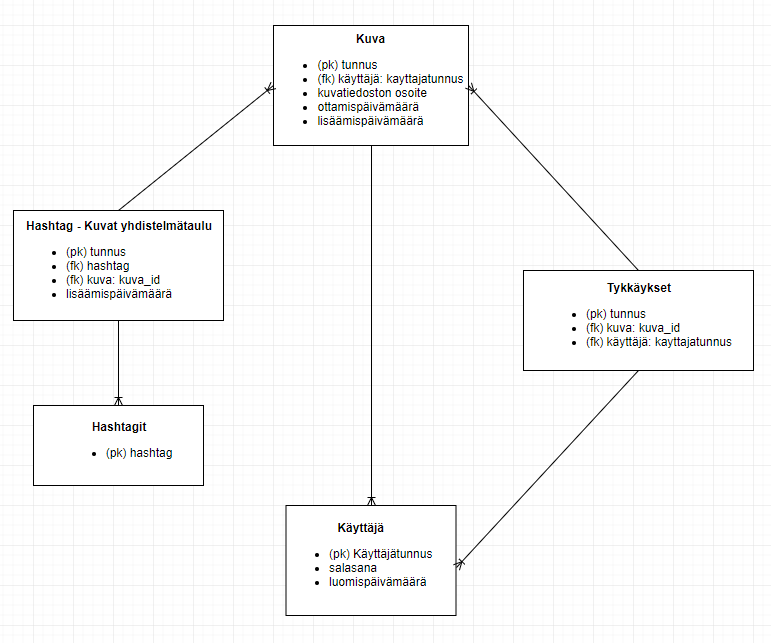 Kuva
(pk) tunnus
(fk) käyttäjä: kayttajatunnus
kuvatiedoston osoite
ottamispäivämäärä
lisäämispäivämäärä
Hashtag - Kuvat yhdistelmätaulu
(pk) tunnus
(fk) hashtag
(fk) kuva: kuva_id
lisäämispäivämäärä
Tykkäykset
(pk) tunnus
(fk) kuva: kuva_id
(fk) käyttäjä: kayttajatunnus
Hashtagit
(pk) hashtag
Käyttäjä
(pk) Käyttäjätunnus
salasana
luomispäivämäärä